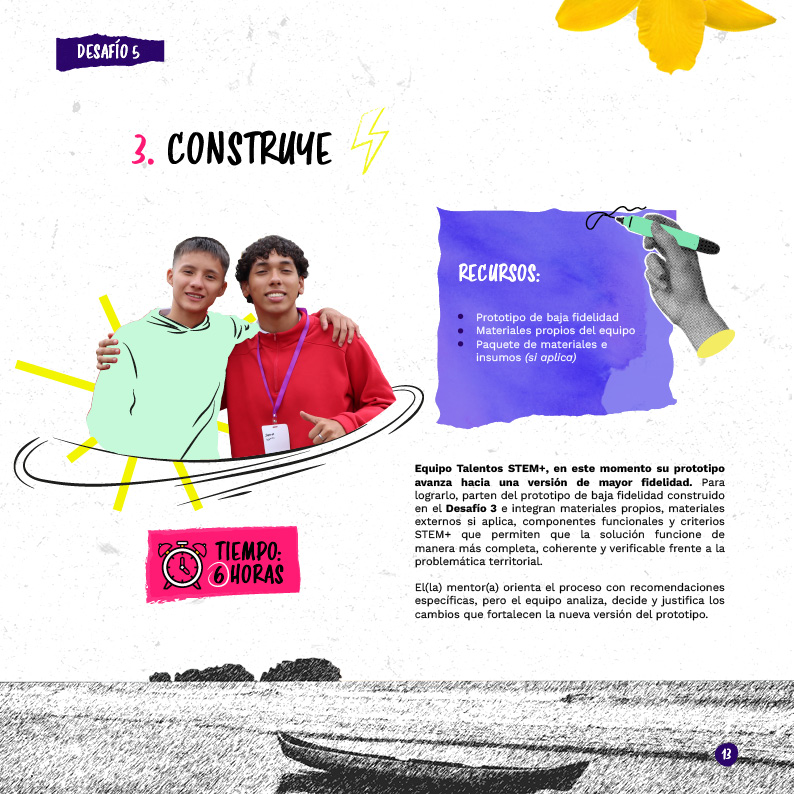 DESAFÍO 5
3. CONSTRUYE
RECURSOS:
• Prototipo de baja fidelidad
• Materiales propios del equipo
• Paquete de materiales e
insumos (si aplica)
Equipo Talentos STEM+, en este momento su prototipo
avanza hacia una versión de mayor fidelidad. Para
lograrlo, parten del prototipo de baja fidelidad construido
en el Desafío 3 e integran materiales propios, materiales
externos si aplica, componentes funcionales y criterios
STEM+ que permiten que la solución funcione de
manera más completa, coherente y verificable frente a la
problemática territorial.
El(la) mentor(a) orienta el proceso con recomendaciones
específicas, pero el equipo analiza, decide y justifica los
cambios que fortalecen la nueva versión del prototipo.
TIEMPO:
6 HORAS
13